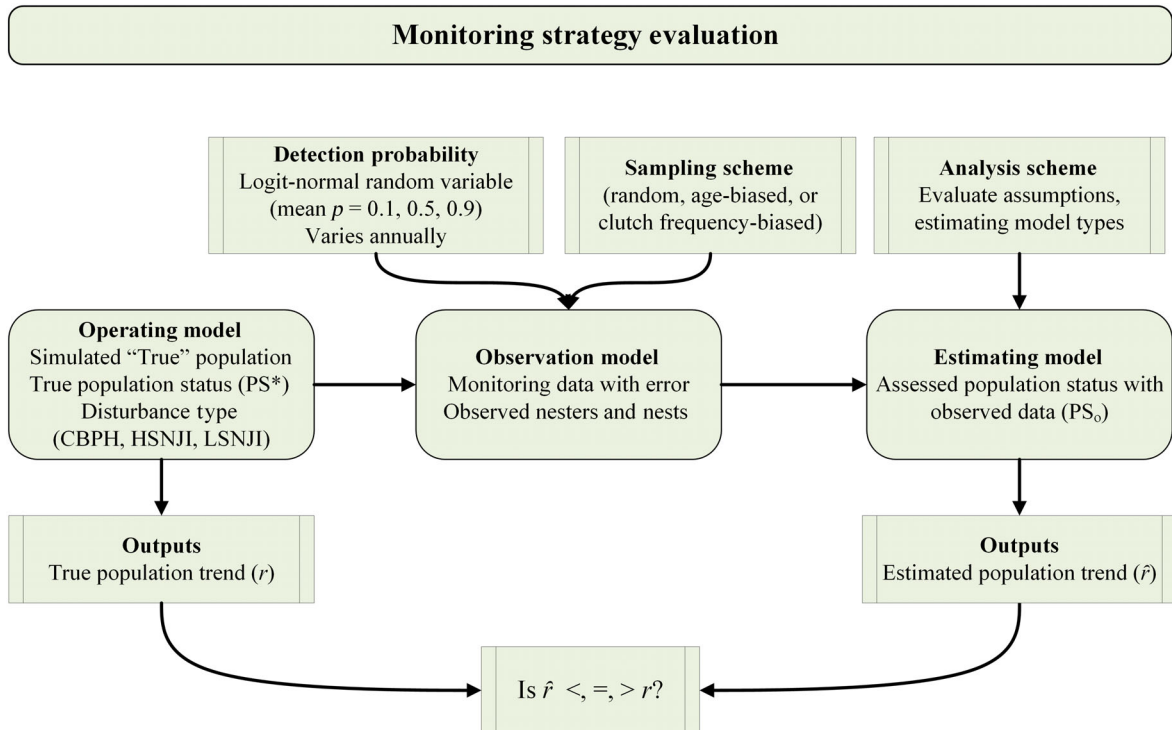 Monitoring strategy evaluation
Detection probability
Logit-normal random variable
(mean p = 0.1, 0.5, 0.9)
Varies annually
Sampling scheme
(random, age-biased, or
clutch frequency-biased)
Analysis scheme
Evaluate assumptions,
estimating model types
Operating model
Simulated “True” population
True population status (PS*)
Disturbance type
(CBPH, HSNJI, LSNJI)
Observation model
Monitoring data with error
Observed nesters and nests
Estimating model
Assessed population status with
observed data (PSₒ)
Outputs
True population trend (r)
Outputs
Estimated population trend (r̂)
Is r̂ <, =, > r?